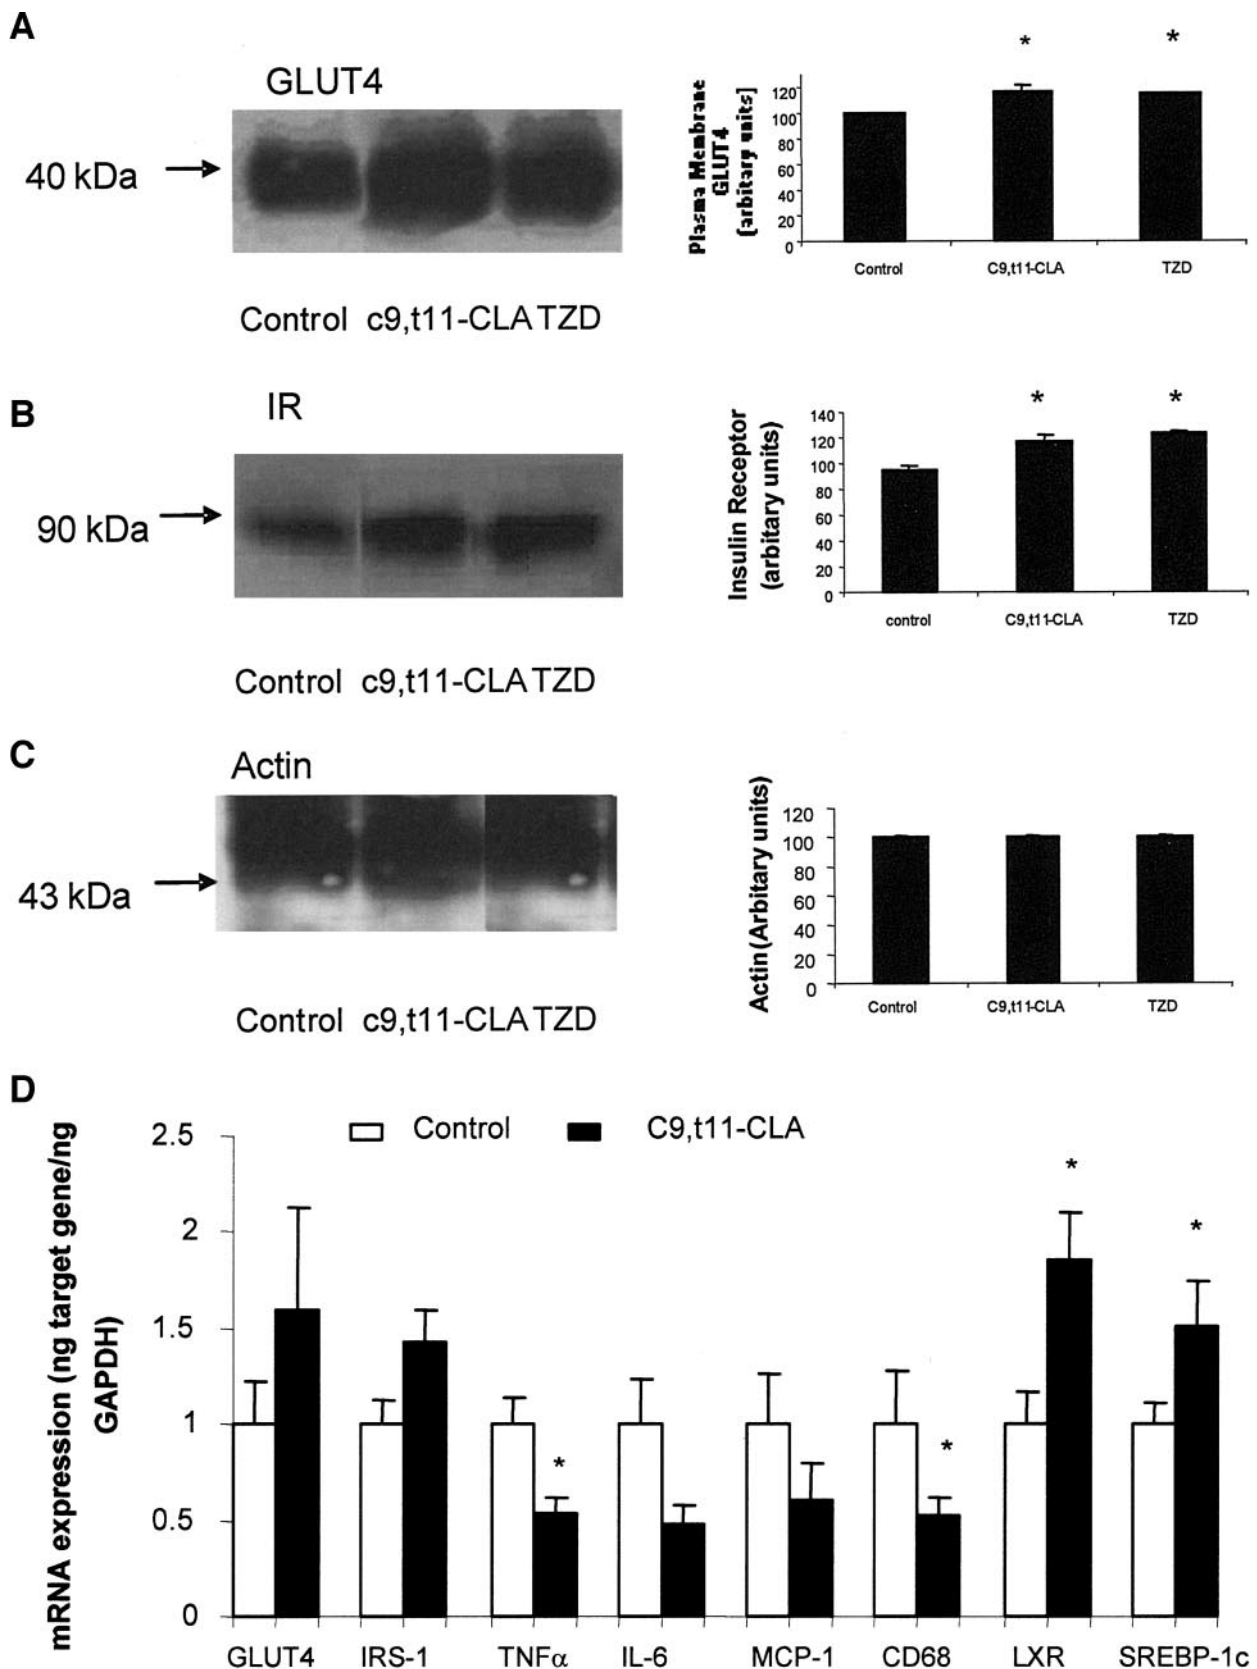 A
GLUT4
40 kDa
Control c9,t11-CLA TZD
*
*
Plasma Membrane
GLUT4
(arbitary units)
120
100
80
60
40
20
0
Control
C9,t11-CLA
TZD
B
IR
90 kDa
Control c9,t11-CLA TZD
*
*
Insulin Receptor
(arbitary units)
140
120
100
80
60
40
20
0
control
C9,t11-CLA
TZD
C
Actin
43 kDa
Control c9,t11-CLA TZD
Actin (Arbitary units)
120
100
80
60
40
20
0
Control
C9,t11-CLA
TZD
D
Control
C9,t11-CLA
mRNA expression (ng target gene/ng
GAPDH)
2.5
2
1.5
1
0.5
0
*
*
*
*
GLUT4
IRS-1
TNFα
IL-6
MCP-1
CD68
LXR
SREBP-1c